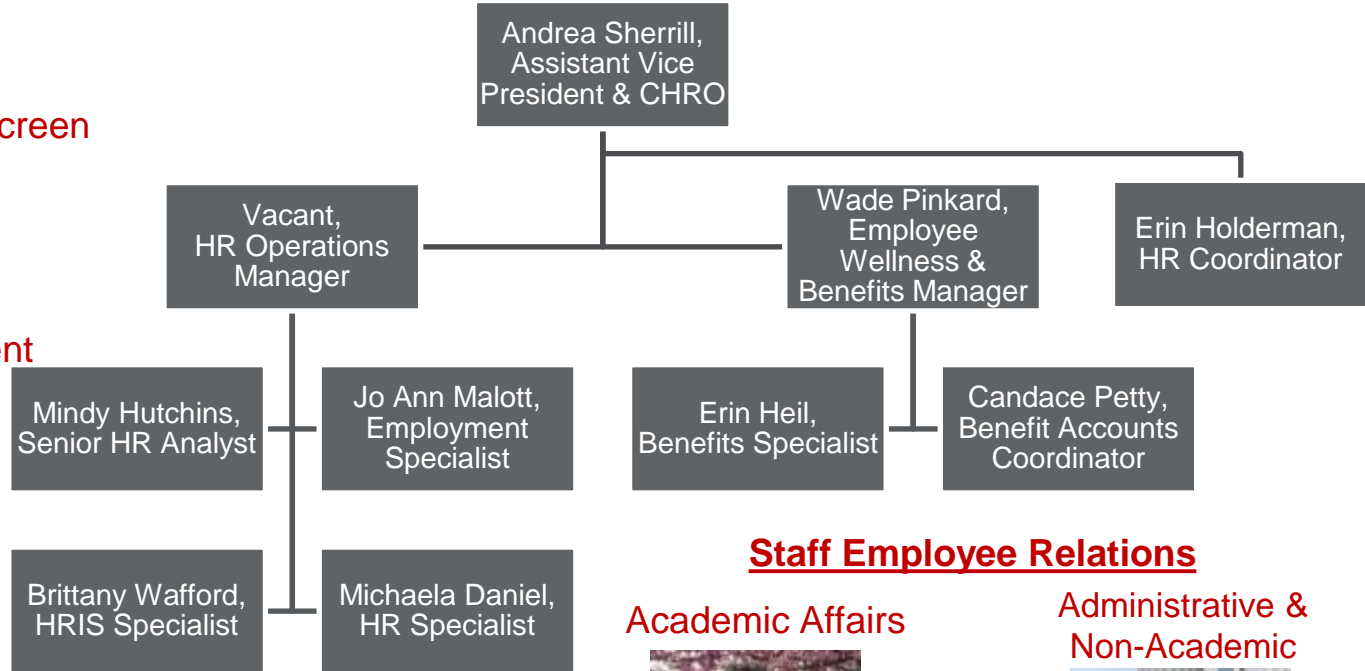 Andrea Sherrill,
Assistant Vice
President & CHRO
creen
Vacant,
HR Operations
Manager
Wade Pinkard,
Employee
Wellness &
Benefits Manager
Erin Holderman,
HR Coordinator
ent
Mindy Hutchins,
Senior HR Analyst
Jo Ann Malott,
Employment
Specialist
Erin Heil,
Benefits Specialist
Candace Petty,
Benefit Accounts
Coordinator
Brittany Wafford,
HRIS Specialist
Michaela Daniel,
HR Specialist
Staff Employee Relations
Academic Affairs
Administrative &
Non-Academic